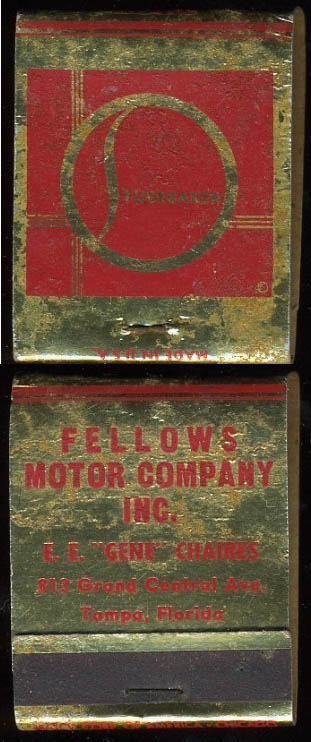 STUDEBAKER
©
MADE IN U.S.A.
FELLOWS
MOTOR COMPANY
INC.
E. E. "GENE" CHAIRES
813 Grand Central Ave.
Tampa, Florida